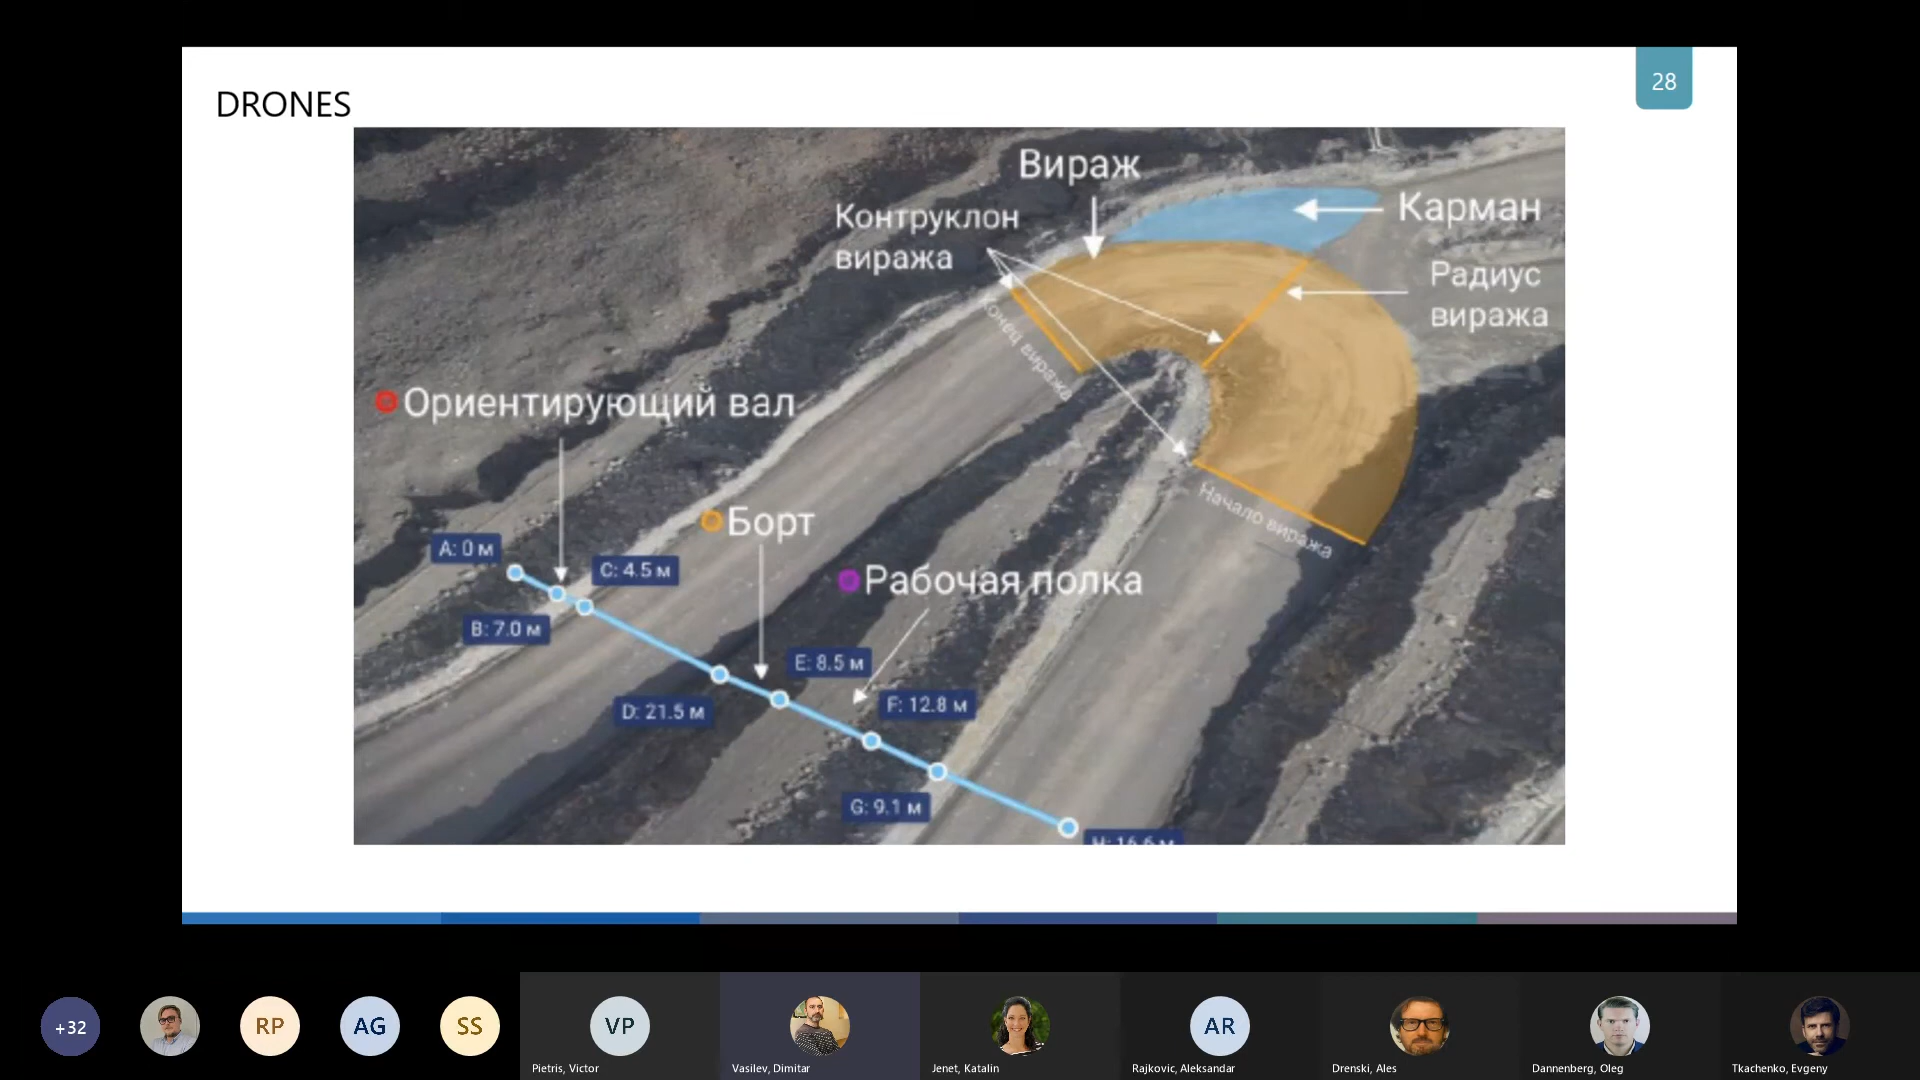 DRONES
28
Вираж
Контруклон
виража
Карман
Радиус
виража
конец виража
Ориентирующий вал
Начало виража
Борт
A: 0 м
C: 4.5 м
Рабочая полка
B: 7.0 м
E: 8.5 м
D: 21.5 м
F: 12.8 м
G: 9.1 м
H: 16.6 м
+32
RP
AG
SS
VP
AR
Pietris, Victor
Vasilev, Dimitar
Jenet, Katalin
Rajkovic, Aleksandar
Drenski, Ales
Dannenberg, Oleg
Tkachenko, Evgeny